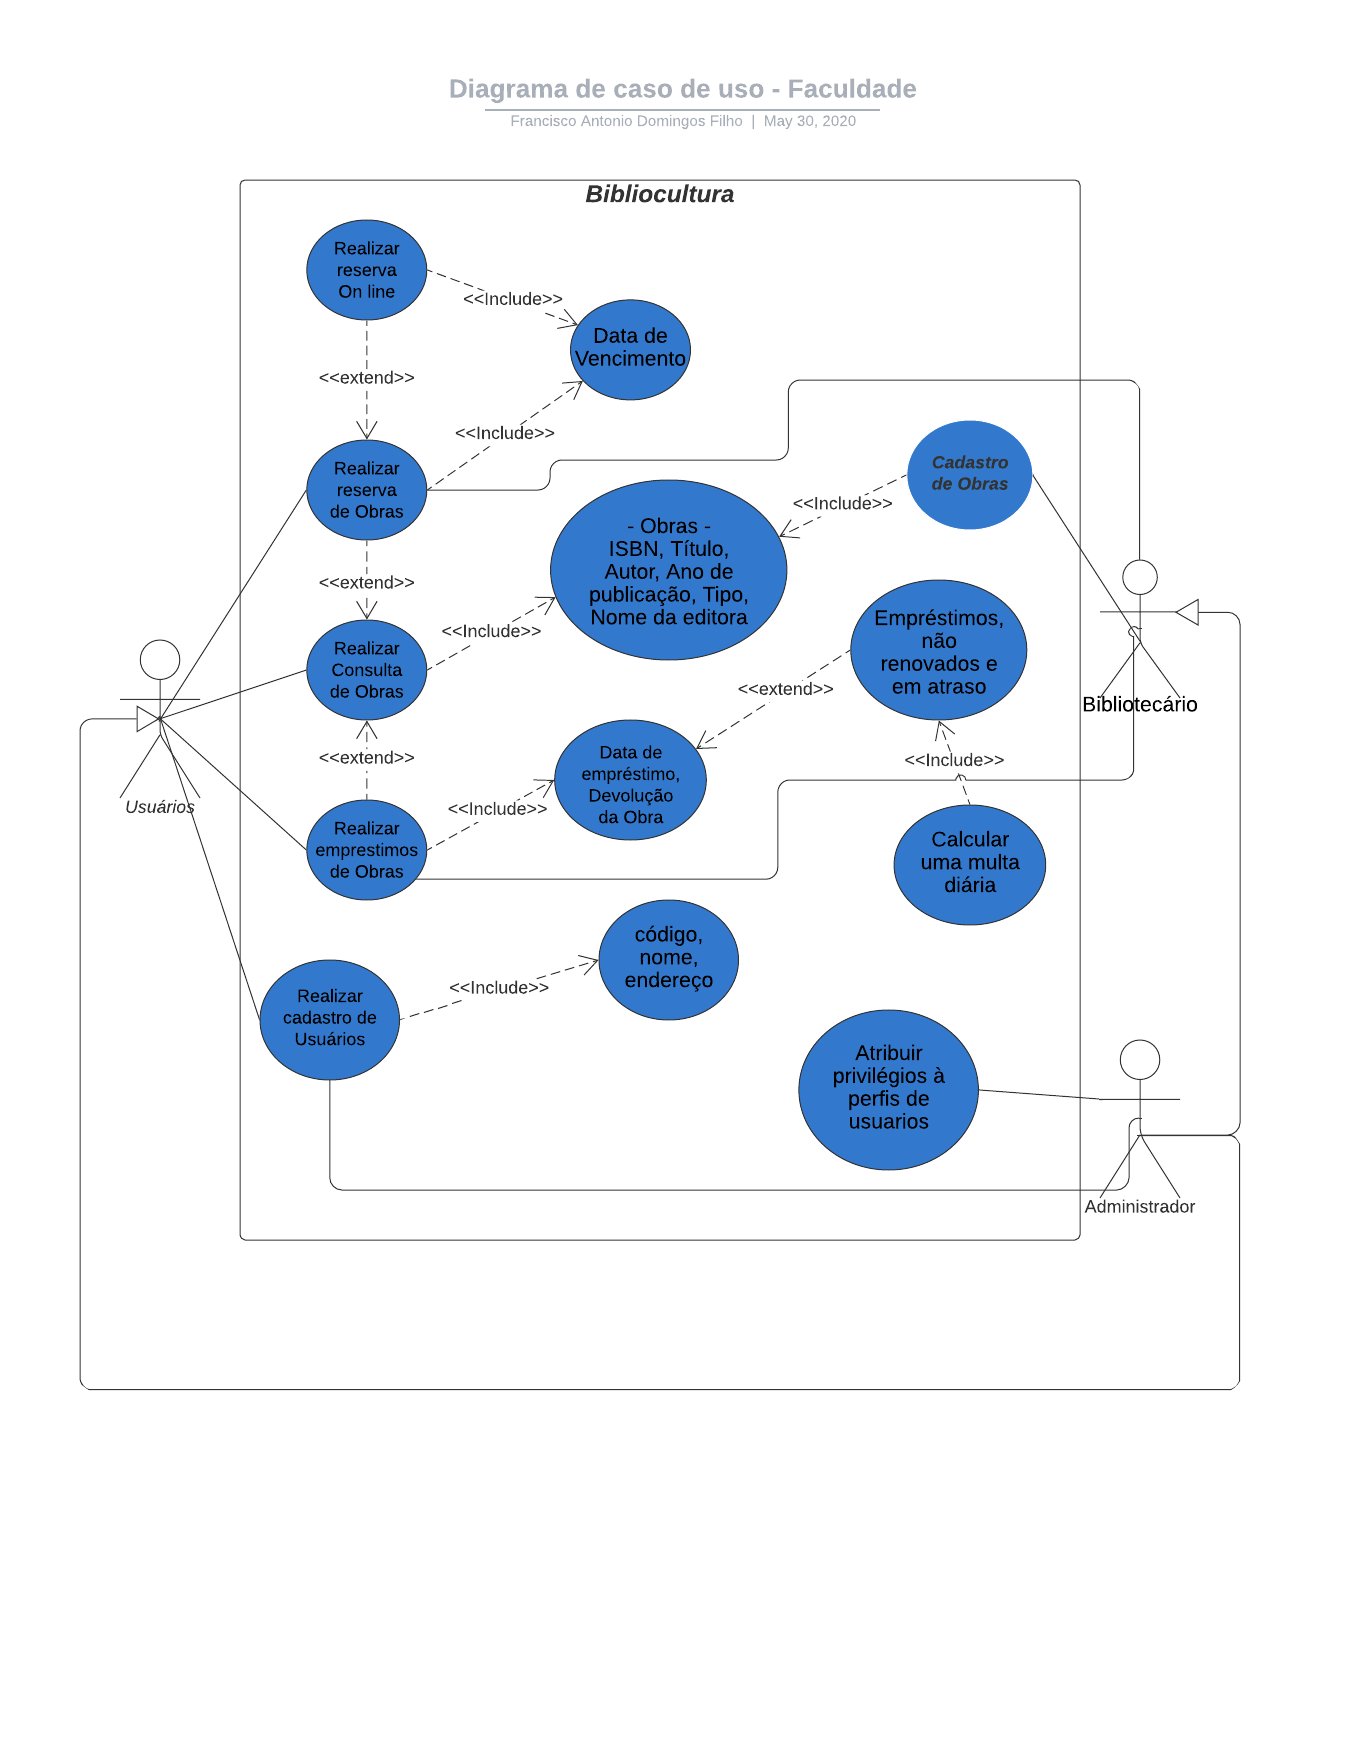 Diagrama de caso de uso - Faculdade
Francisco Antonio Domingos Filho | May 30, 2020
Bibliocultura
Realizar
reserva
On line
<<Include>>
Data de
Vencimento
<<extend>>
<<Include>>
Realizar
reserva
de Obras
Cadastro
de Obras
<<Include>>
- Obras -
ISBN, Título,
Autor, Ano de
publicação, Tipo,
Nome da editora
<<extend>>
<<Include>>
Realizar
Consulta
de Obras
Empréstimos,
não
renovados e
em atraso
<<extend>>
Bibliotecário
<<extend>>
<<Include>>
Data de
empréstimo,
Devolução
da Obra
Usuários
<<Include>>
Realizar
emprestimos
de Obras
Calcular
uma multa
diária
código,
nome,
endereço
<<Include>>
Realizar
cadastro de
Usuários
Atribuir
privilégios à
perfis de
usuarios
Administrador